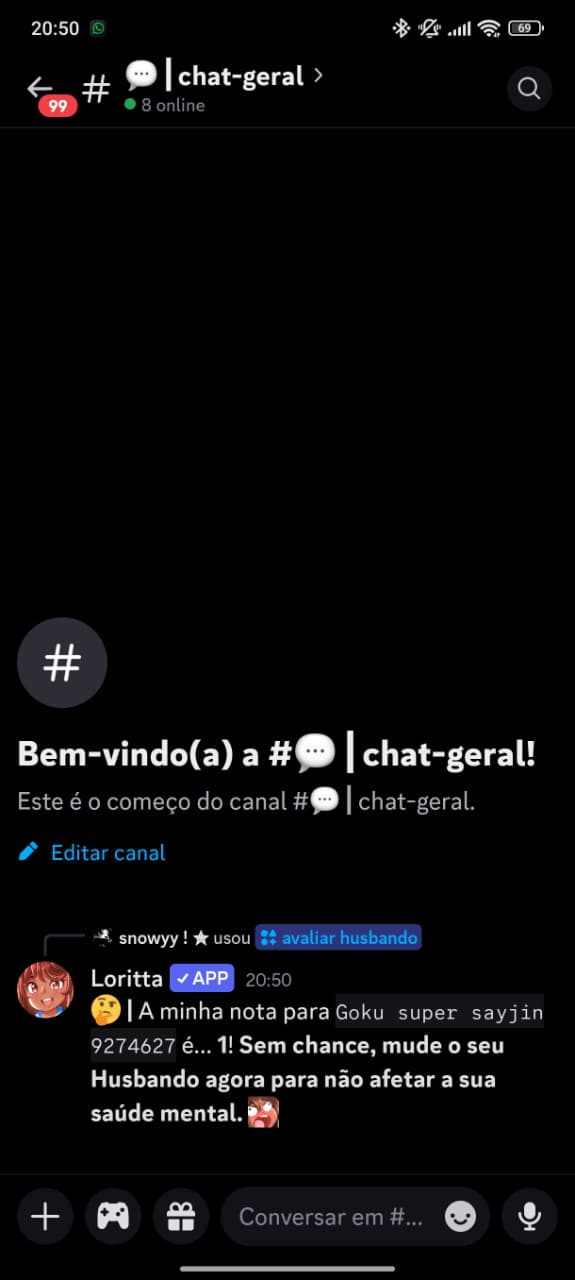 20:50
69
99
# 💬┃chat-geral
8 online
#
Bem-vindo(a) a #💬┃chat-geral!
Este é o começo do canal #💬┃chat-geral.
Editar canal
snowyy ! ★ usou avaliar husbando
Loritta ✓ APP 20:50
🤔┃A minha nota para Goku super sayjin
9274627 é... 1! Sem chance, mude o seu
Husbando agora para não afetar a sua
saúde mental.
Conversar em #...